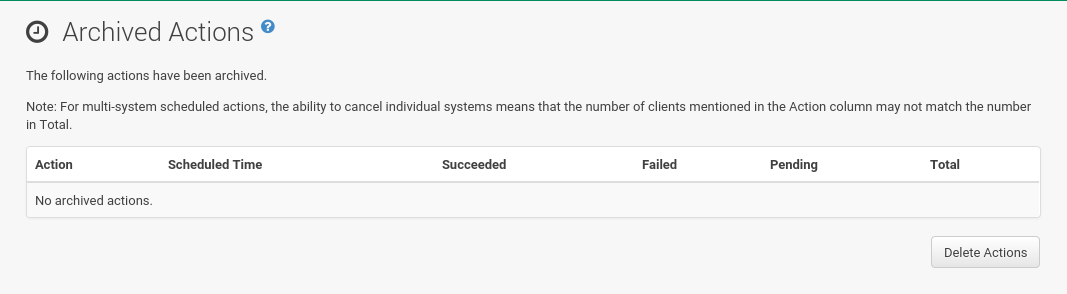 Archived Actions ?
The following actions have been archived.
Note: For multi-system scheduled actions, the ability to cancel individual systems means that the number of clients mentioned in the Action column may not match the number
in Total.
Action Scheduled Time Succeeded Failed Pending Total
No archived actions.
Delete Actions